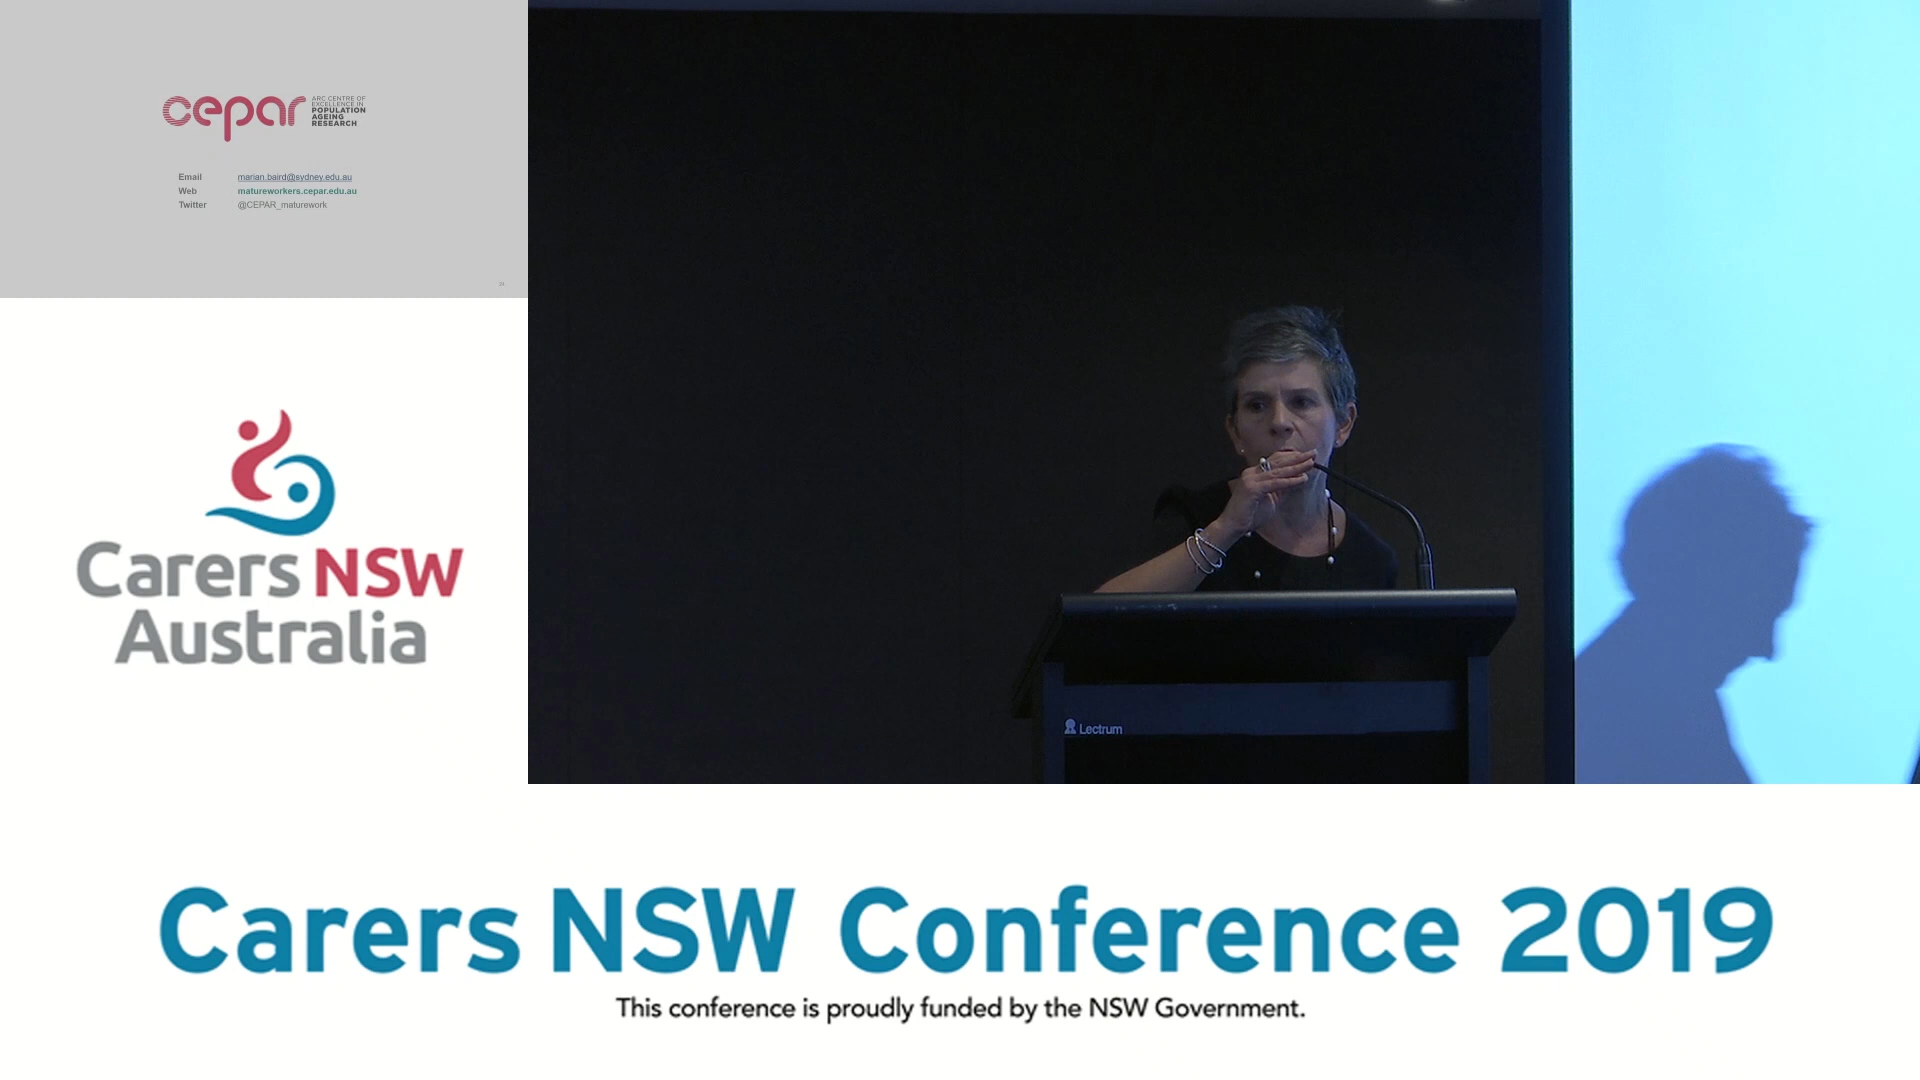 cepar
ARC CENTRE OF
EXCELLENCE IN
POPULATION
AGEING
RESEARCH
Email marian.baird@sydney.edu.au
Web matureworkers.cepar.edu.au
Twitter @CEPAR_maturework
Carers NSW
Australia
Lectrum
Carers NSW Conference 2019
This conference is proudly funded by the NSW Government.